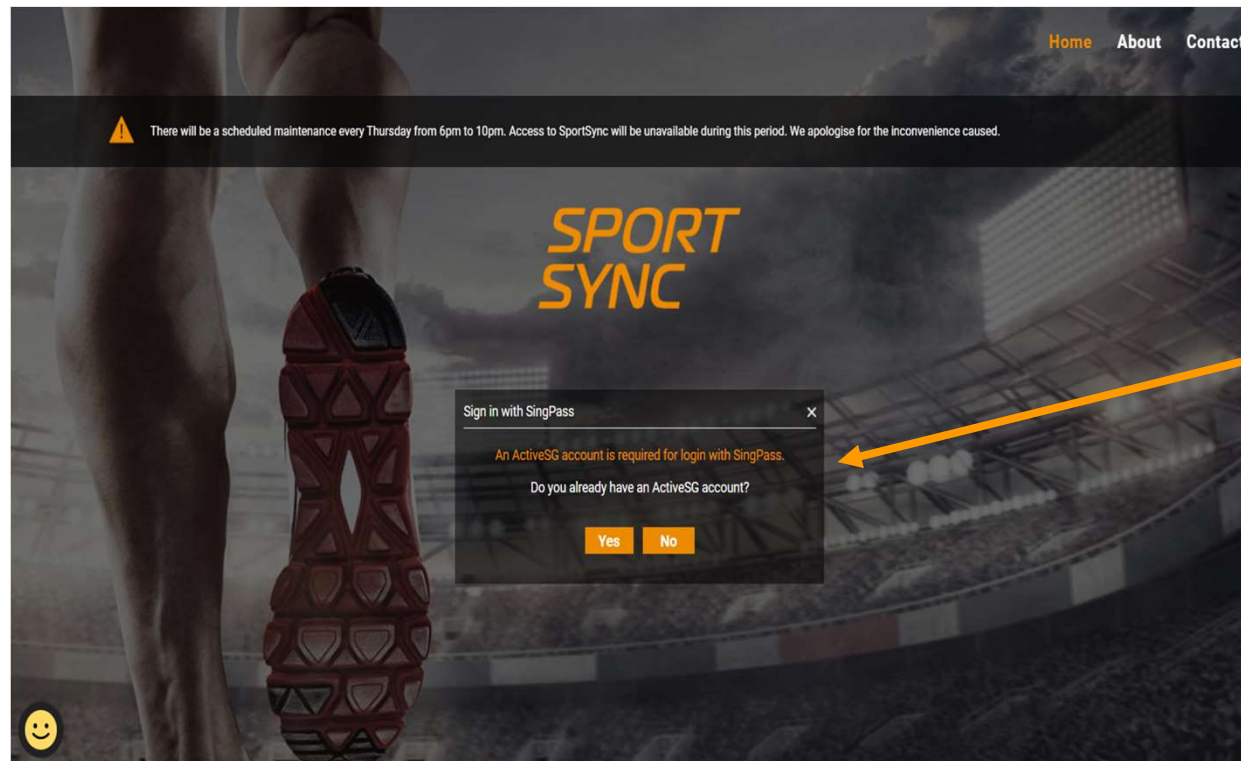 Home About Contact
There will be a scheduled maintenance every Thursday from 6pm to 10pm. Access to SportSync will be unavailable during this period. We apologise for the inconvenience caused.
SPORT
SYNC
Sign in with SingPass X
An ActiveSG account is required for login with SingPass.
Do you already have an ActiveSG account?
Yes No